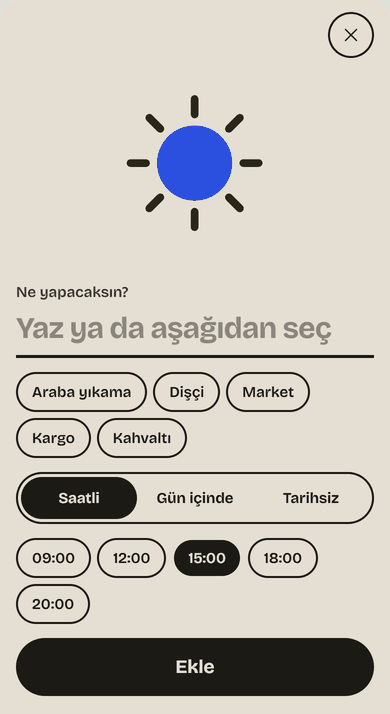 Ne yapacaksın?
Yaz ya da aşağıdan seç
Araba yıkama Dişçi Market
Kargo Kahvaltı
Saatli Gün içinde Tarihsiz
09:00 12:00 15:00 18:00
20:00
Ekle